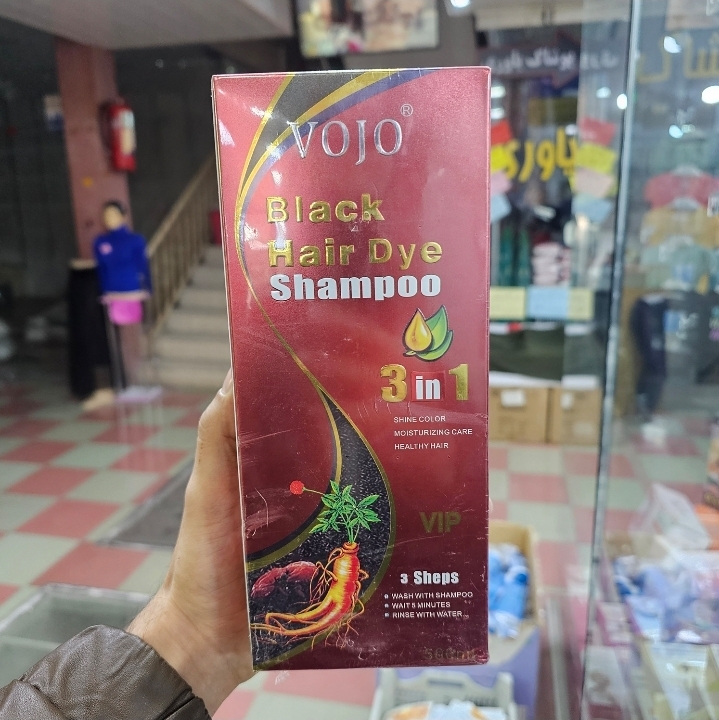 VOJO®
Black
Hair Dye
Shampoo
3 in 1
SHINE COLOR
MOISTURIZING CARE
HEALTHY HAIR
VIP
3 Sheps
WASH WITH SHAMPOO
WAIT 5 MINUTES
RINSE WITH WATER